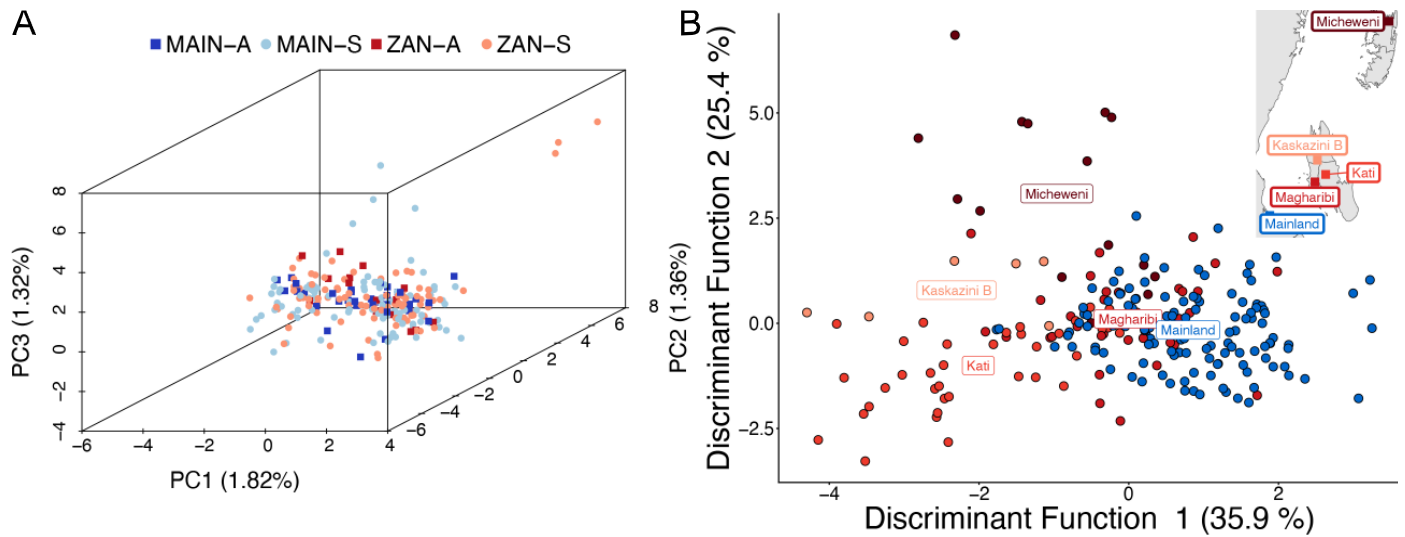 A
MAIN−A MAIN−S ZAN−A ZAN−S
8
6
4
2
0
−2
−4
PC3 (1.32%)
−6 −4 −2 0 2 4
PC1 (1.82%)
−6
−4
−2
0
2
4
6
8
PC2 (1.36%)
B
5.0
2.5
0.0
−2.5
Discriminant Function 2 (25.4 %)
−4 −2 0 2
Discriminant Function 1 (35.9 %)
Micheweni
Kaskazini B
Magharibi
Mainland
Kati
Micheweni
Kaskazini B
Kati
Magharibi
Mainland